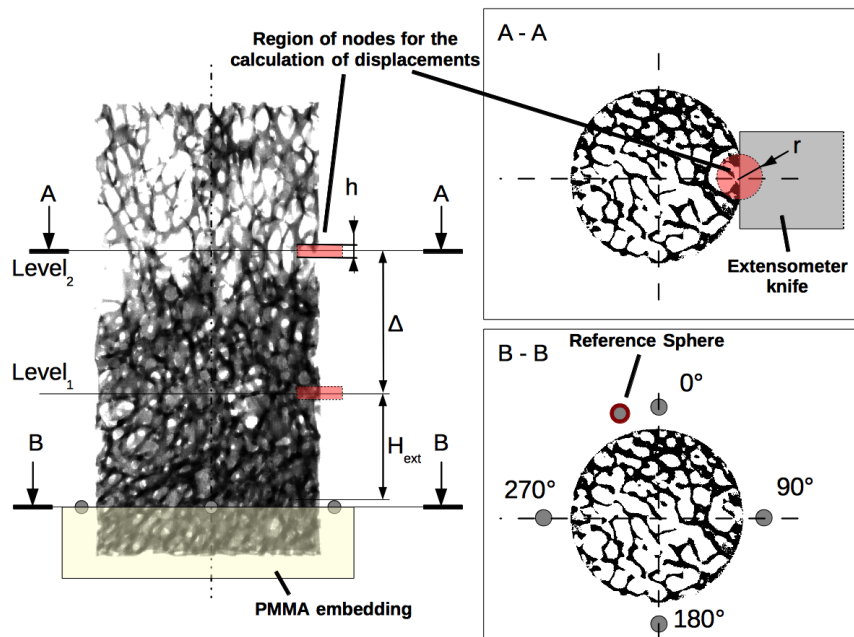 Region of nodes for the
calculation of displacements
h
A
A
Level2
Δ
Level1
Hext
B
B
PMMA embedding
A - A
r
Extensometer
knife
B - B
Reference Sphere
0°
270°
90°
180°